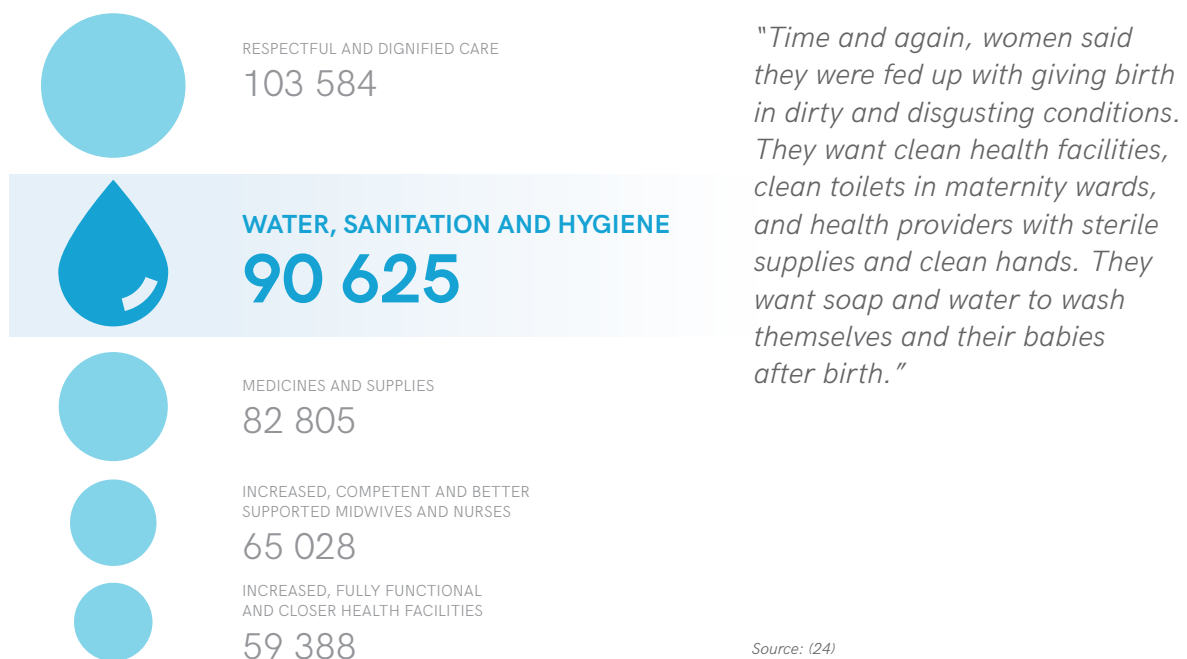 RESPECTFUL AND DIGNIFIED CARE
103 584
WATER, SANITATION AND HYGIENE
90 625
MEDICINES AND SUPPLIES
82 805
INCREASED, COMPETENT AND BETTER
SUPPORTED MIDWIVES AND NURSES
65 028
INCREASED, FULLY FUNCTIONAL
AND CLOSER HEALTH FACILITIES
59 388
"Time and again, women said
they were fed up with giving birth
in dirty and disgusting conditions.
They want clean health facilities,
clean toilets in maternity wards,
and health providers with sterile
supplies and clean hands. They
want soap and water to wash
themselves and their babies
after birth."
Source: (24)